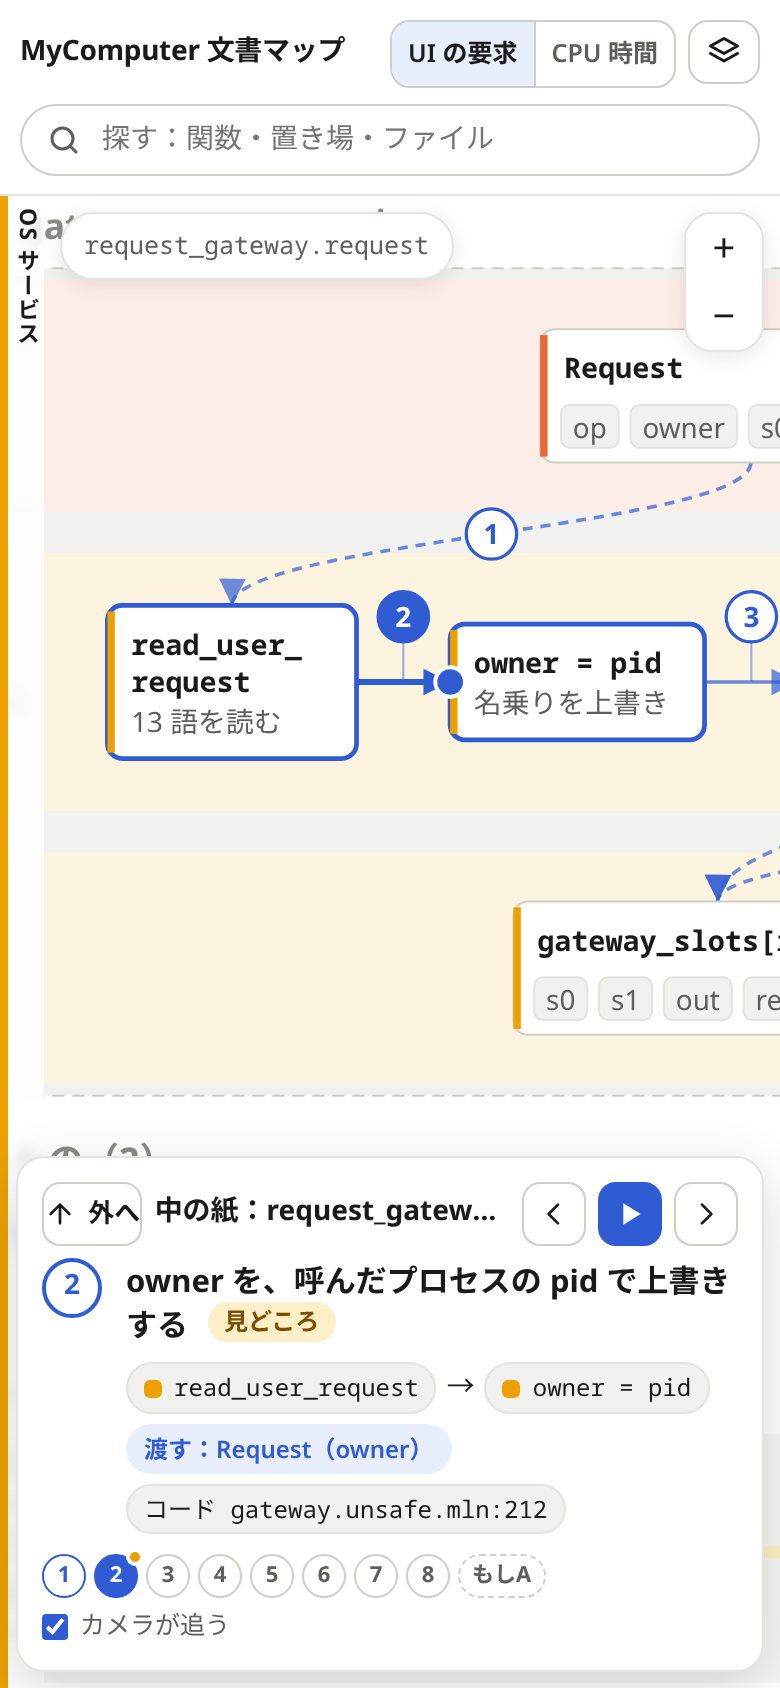 MyComputer 文書マップ
UI の要求
CPU 時間
探す：関数・置き場・ファイル
OS サービス
request_gateway.request
+
−
Request
op
owner
1
read_user_
request
13 語を読む
2
owner = pid
名乗りを上書き
3
gateway_slots[i
s0
s1
out
re
↑ 外へ
中の紙：request_gatew...
2
owner を、呼んだプロセスの pid で上書き
する 見どころ
read_user_request → owner = pid
渡す：Request（owner）
コード gateway.unsafe.mln:212
1 2 3 4 5 6 7 8 もしA
カメラが追う